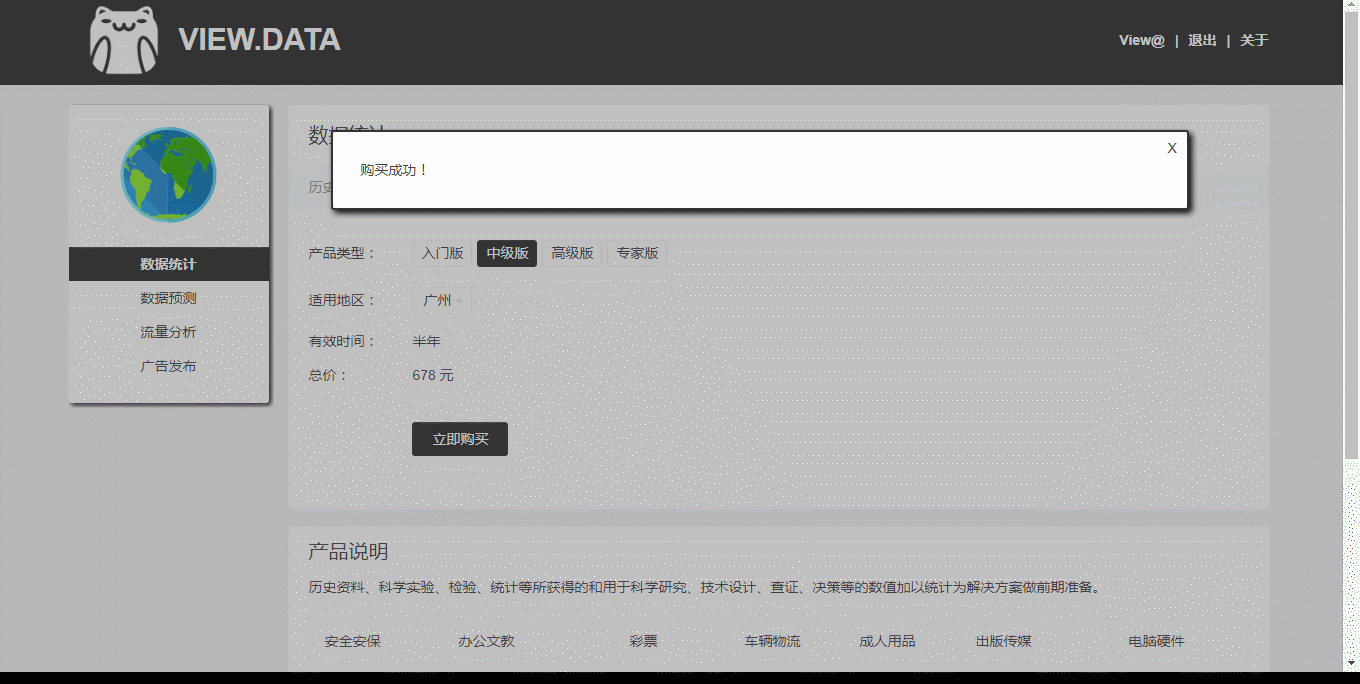 VIEW.DATA
View@ | 退出 | 关于
数据统计
X
购买成功！
历史
产品类型： 入门版 中级版 高级版 专家版
适用地区： 广州
有效时间： 半年
总价： 678 元
立即购买
数据统计
数据预测
流量分析
广告发布
产品说明
历史资料、科学实验、检验、统计等所获得的和用于科学研究、技术设计、查证、决策等的数值加以统计为解决方案做前期准备。
安全安保 办公文教 彩票 车辆物流 成人用品 出版传媒 电脑硬件